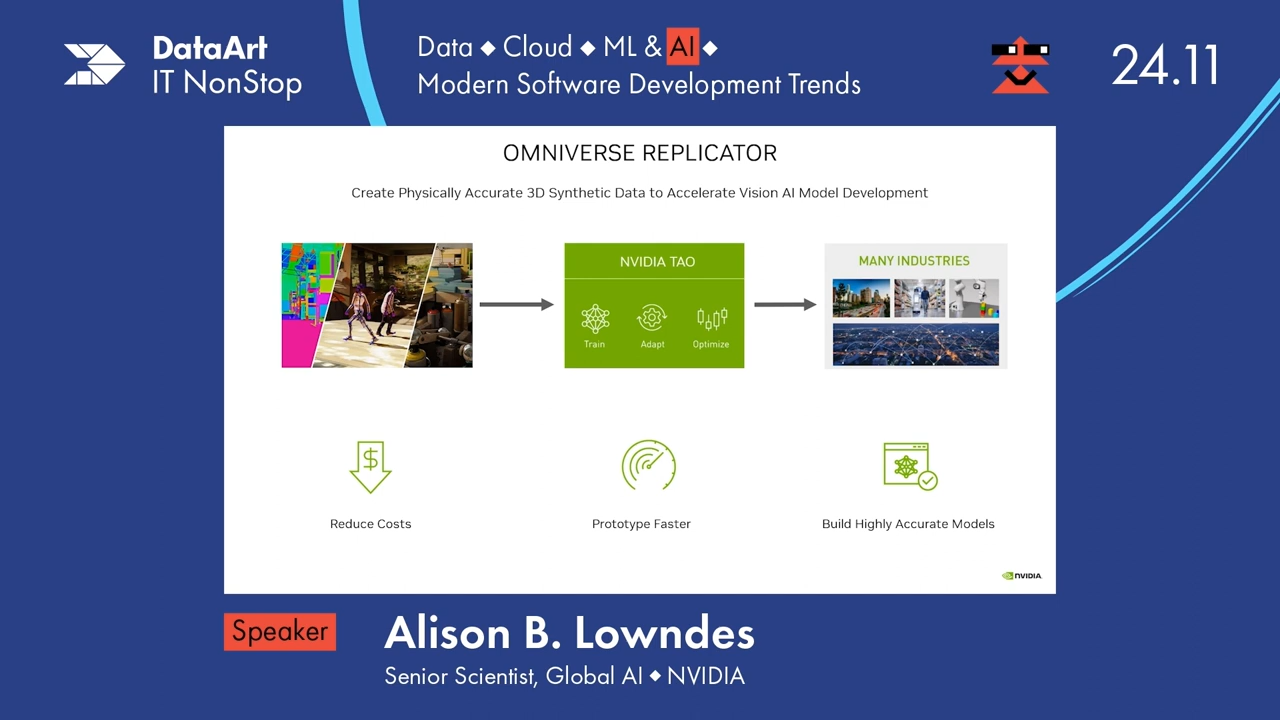 DataArt
IT NonStop
Data ◆ Cloud ◆ ML & AI ◆
Modern Software Development Trends
24.11
OMNIVERSE REPLICATOR
Create Physically Accurate 3D Synthetic Data to Accelerate Vision AI Model Development
NVIDIA TAO
Train Adapt Optimize
MANY INDUSTRIES
$
Reduce Costs
Prototype Faster
Build Highly Accurate Models
NVIDIA
Speaker
Alison B. Lowndes
Senior Scientist, Global AI ◆ NVIDIA